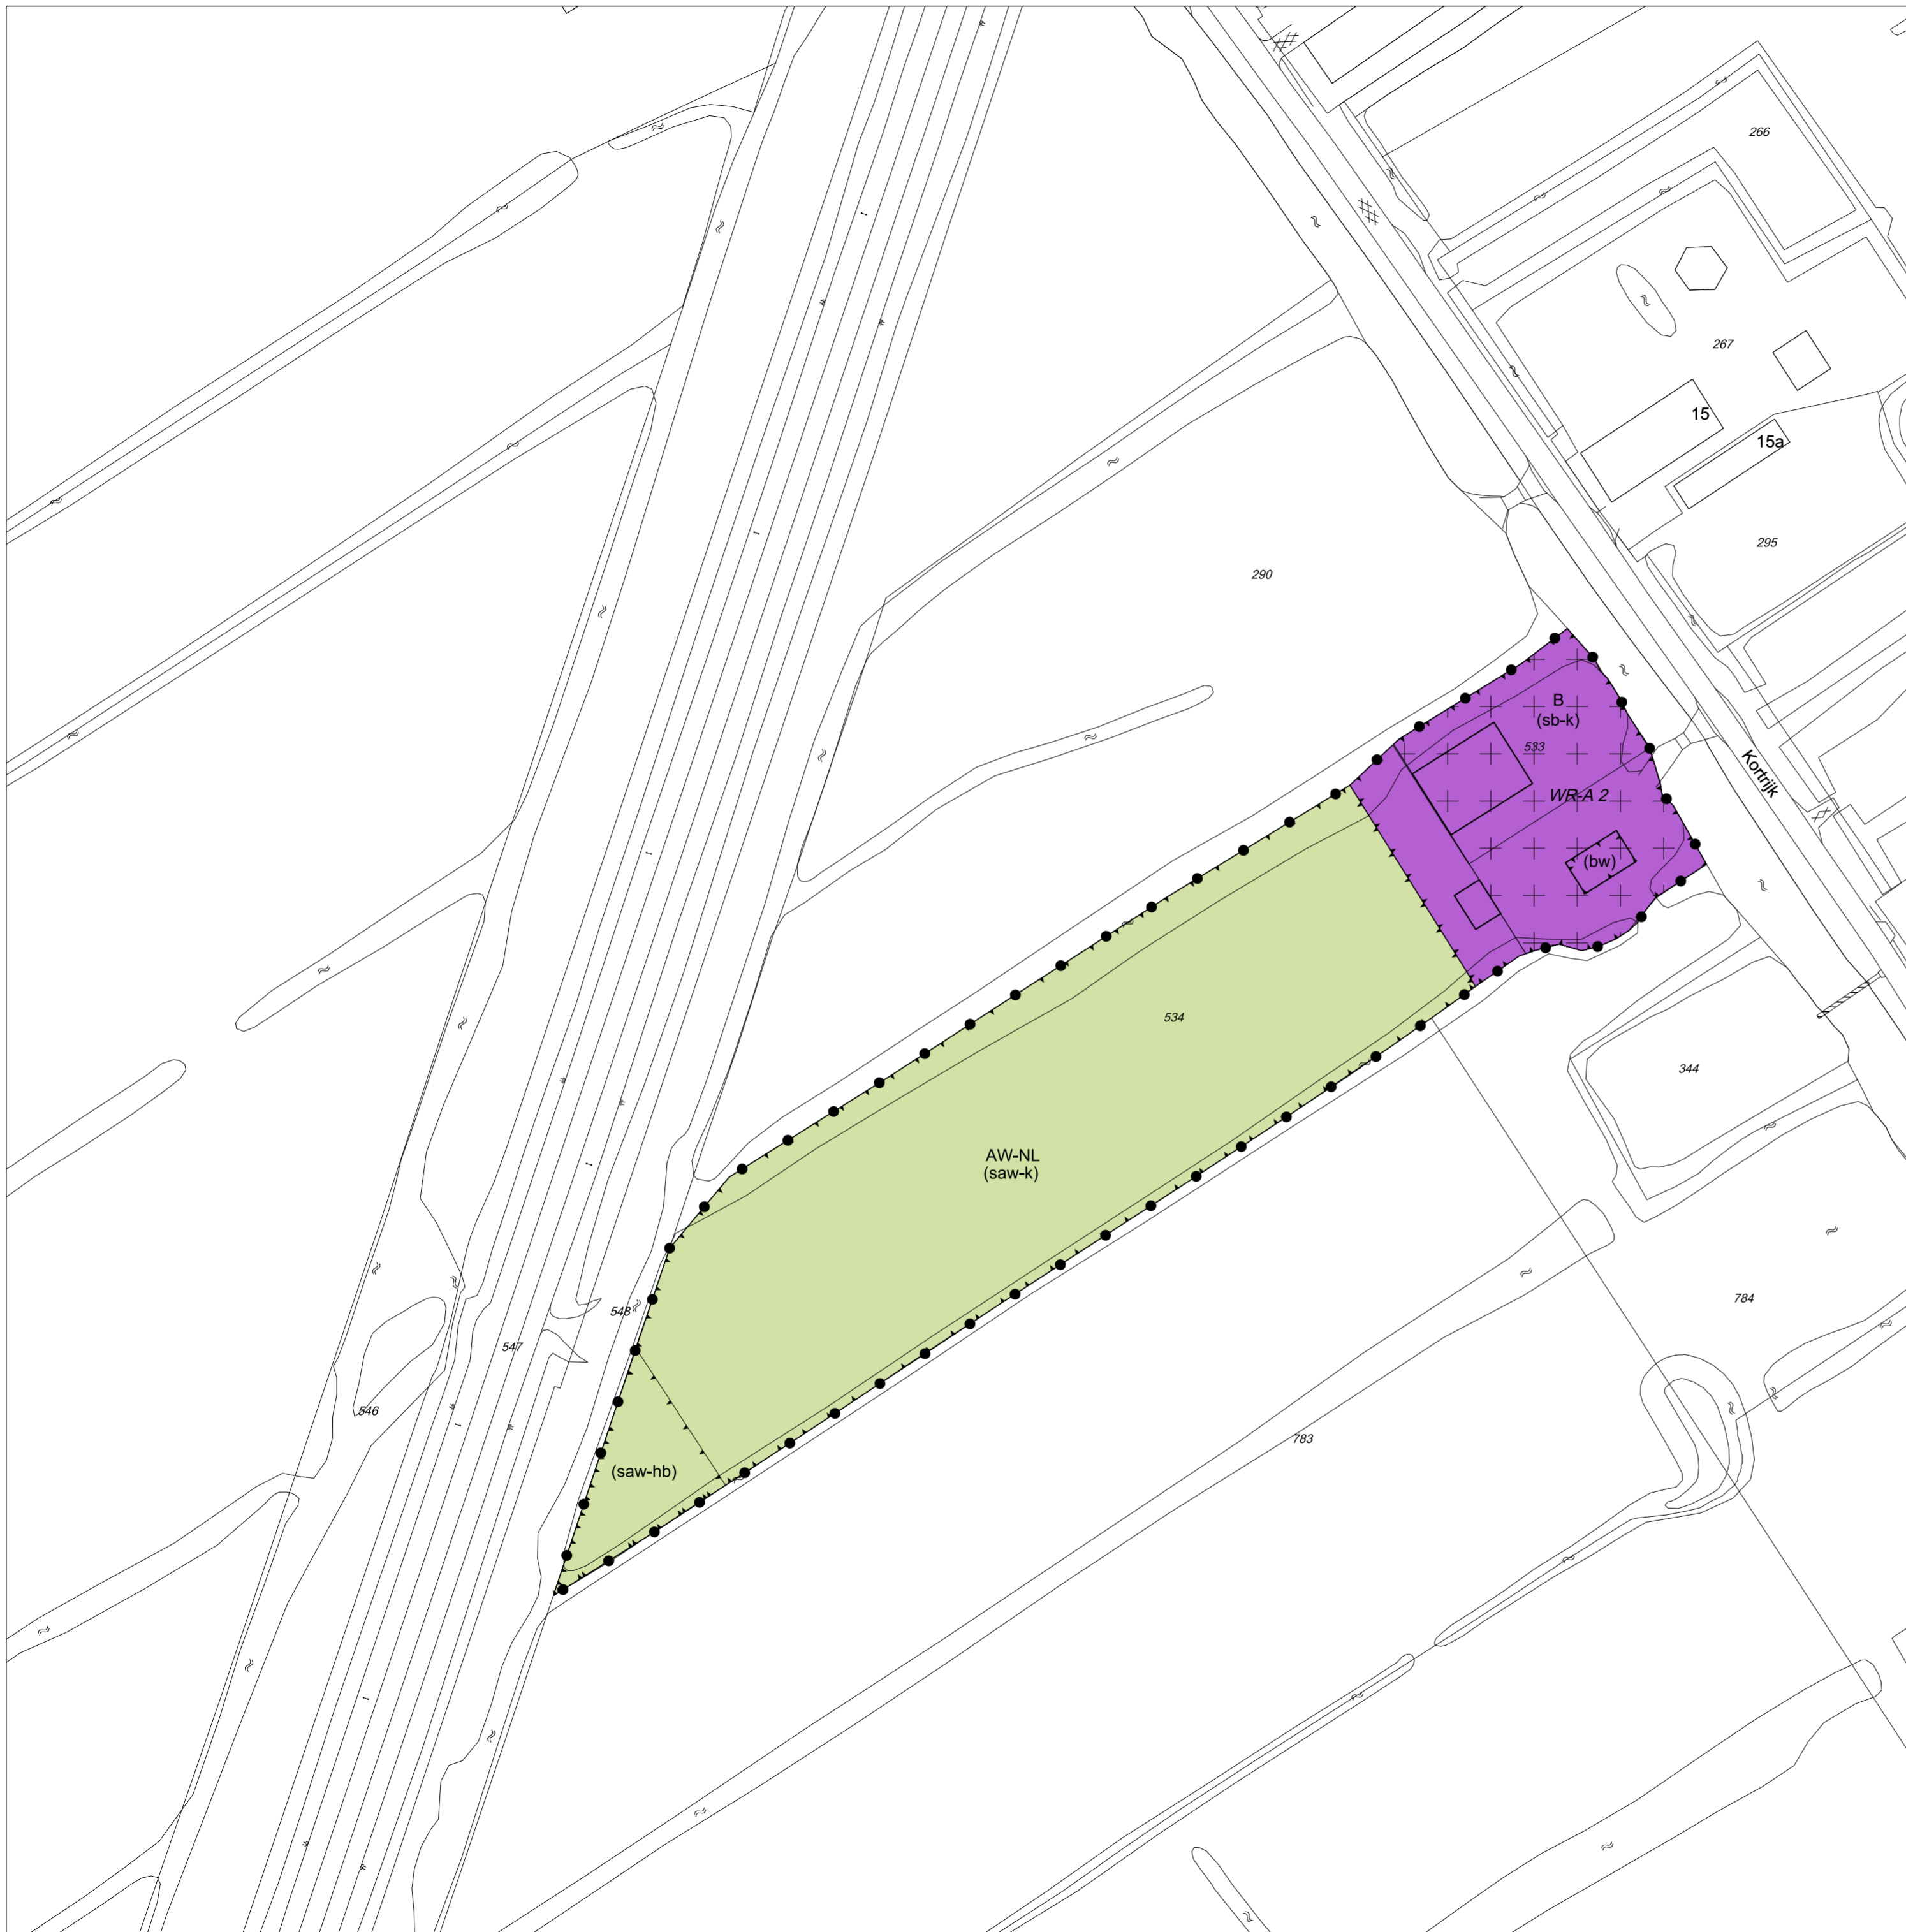 266
267
15
15a
295
290
B
(sb-k)
533
Kortrijk
WR-A 2
(bw)
534
344
AW-NL
(saw-k)
784
548
547
546
783
(saw-hb)